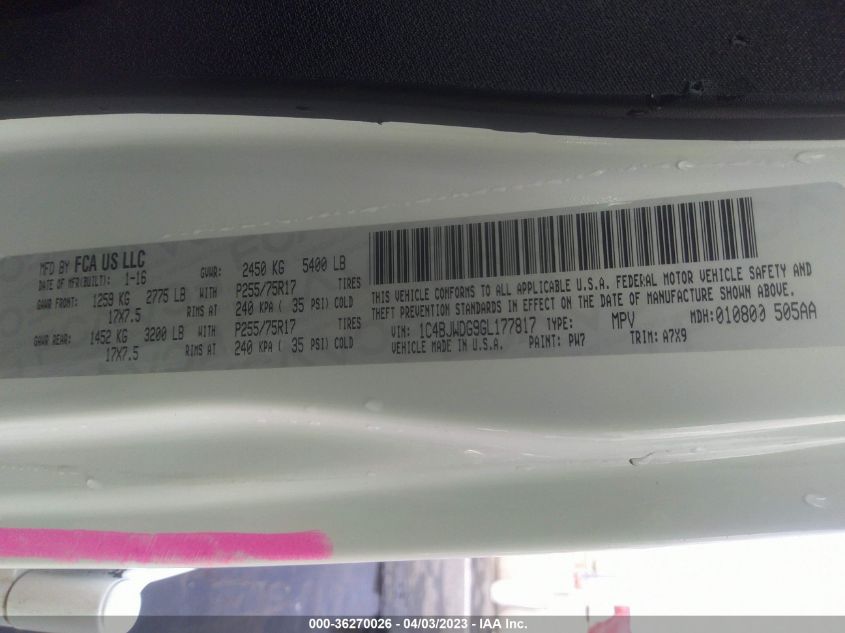 MFD BY FCA US LLC
DATE OF MFR(BUILT): 1-16 GVWR: 2450 KG 5400 LB
GAWR FRONT: 1259 KG 2775 LB WITH P255/75R17 TIRES
17X7.5 RIMS AT 240 KPA ( 35 PSI) COLD
GAWR REAR: 1452 KG 3200 LB WITH P255/75R17 TIRES
17X7.5 RIMS AT 240 KPA ( 35 PSI) COLD
THIS VEHICLE CONFORMS TO ALL APPLICABLE U.S.A. FEDERAL MOTOR VEHICLE SAFETY AND
THEFT PREVENTION STANDARDS IN EFFECT ON THE DATE OF MANUFACTURE SHOWN ABOVE.
VIN: 1C4BJWDG9GL177817 TYPE: MPV MDH: 010800 505AA
VEHICLE MADE IN U.S.A. PAINT: PW7 TRIM: A7X9
000-36270026 - 04/03/2023 - IAA Inc.